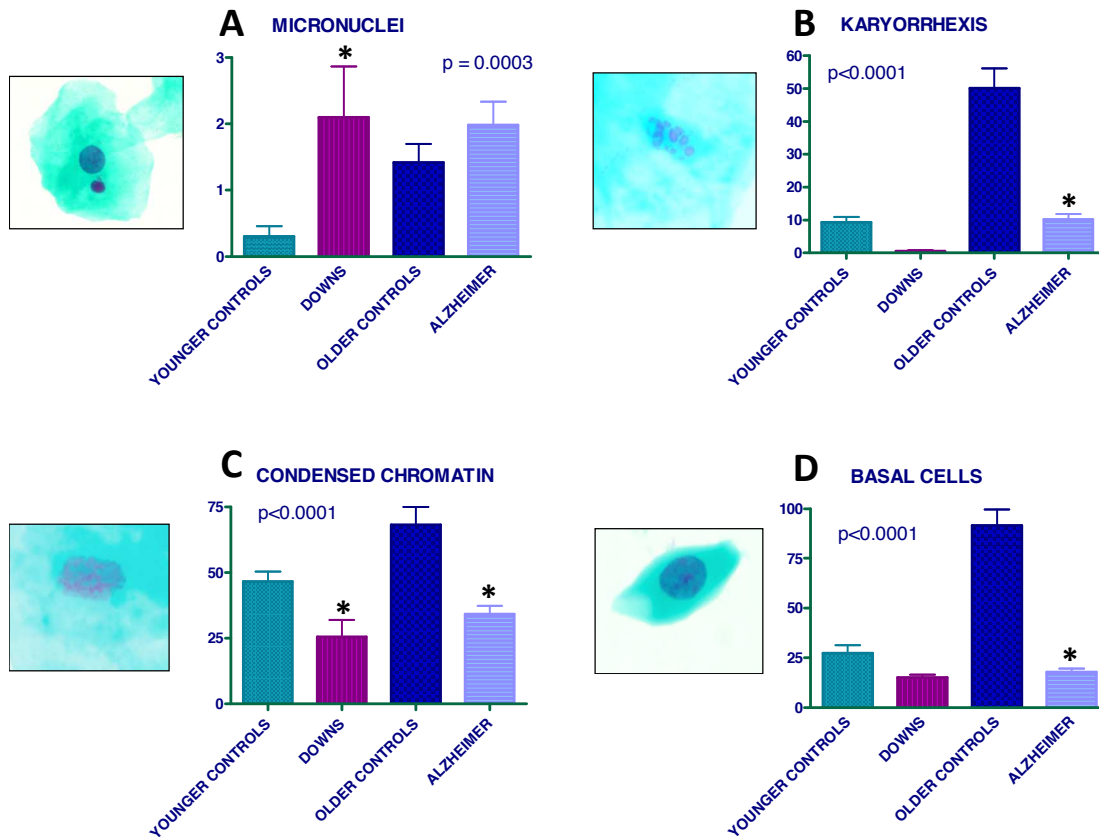 A MICRONUCLEI
3
2
1
0
*
p = 0.0003
YOUNGER CONTROLS
DOWNS
OLDER CONTROLS
ALZHEIMER
B KARYORRHEXIS
60
50
40
30
20
10
0
p<0.0001
*
YOUNGER CONTROLS
DOWNS
OLDER CONTROLS
ALZHEIMER
C CONDENSED CHROMATIN
75
50
25
0
p<0.0001
*
*
YOUNGER CONTROLS
DOWNS
OLDER CONTROLS
ALZHEIMER
D BASAL CELLS
100
75
50
25
0
p<0.0001
*
YOUNGER CONTROLS
DOWNS
OLDER CONTROLS
ALZHEIMER